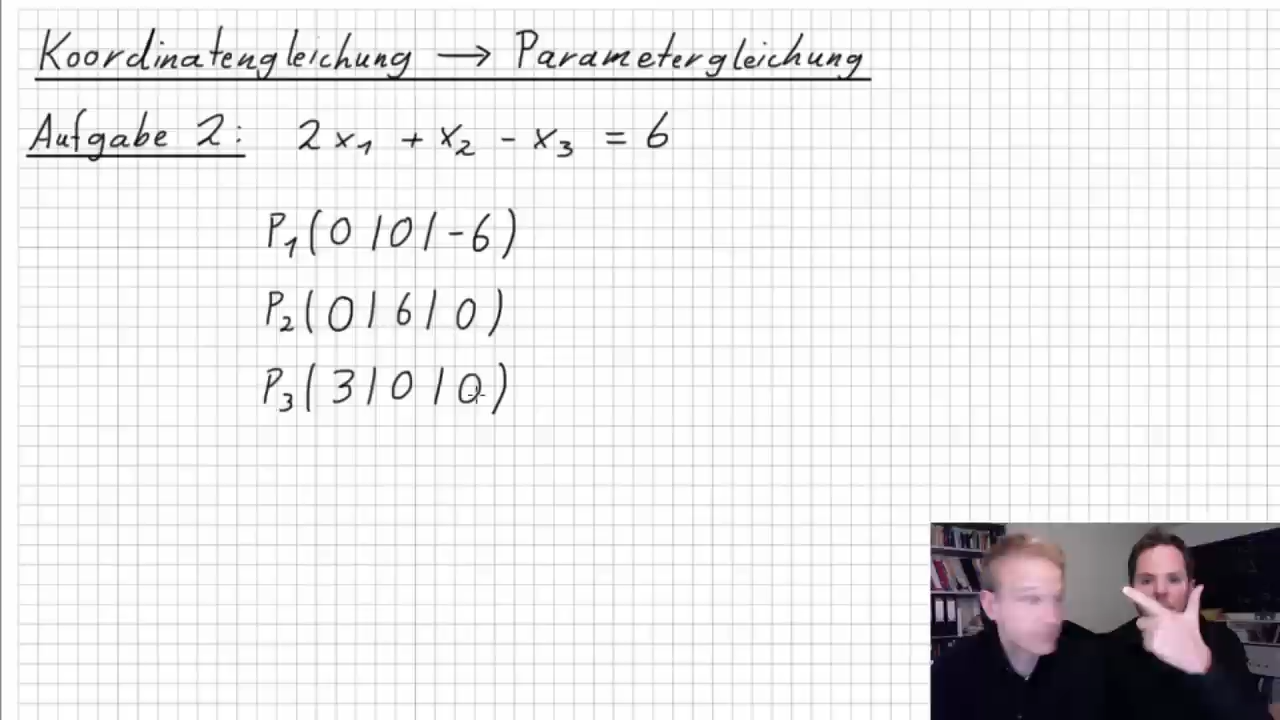 Koordinatengleichung → Parametergleichung
Aufgabe 2: 2x₁ + x₂ - x₃ = 6
P₁(0/0/-6)
P₂(0/6/0)
P₃(3/0/0)